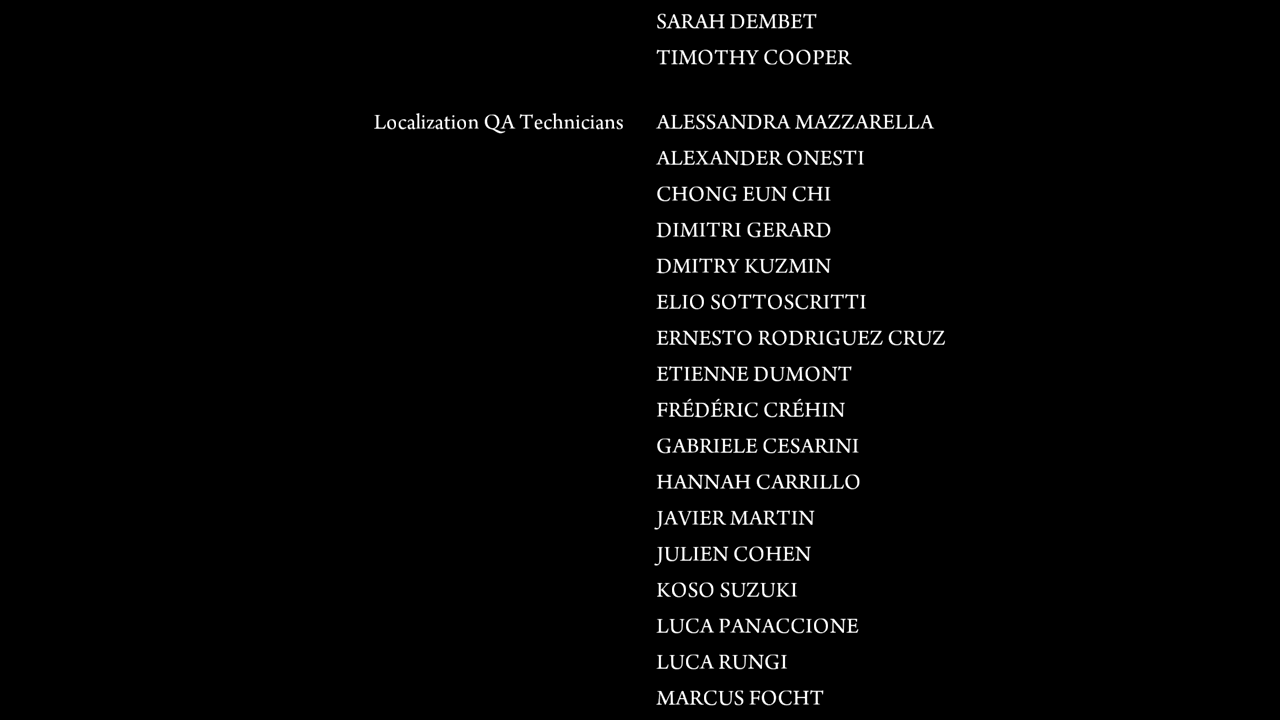 SARAH DEMBET
TIMOTHY COOPER
Localization QA Technicians ALESSANDRA MAZZARELLA
ALEXANDER ONESTI
CHONG EUN CHI
DIMITRI GERARD
DMITRY KUZMIN
ELIO SOTTOSCRITTI
ERNESTO RODRIGUEZ CRUZ
ETIENNE DUMONT
FRÉDÉRIC CRÉHIN
GABRIELE CESARINI
HANNAH CARRILLO
JAVIER MARTIN
JULIEN COHEN
KOSO SUZUKI
LUCA PANACCIONE
LUCA RUNGI
MARCUS FOCHT